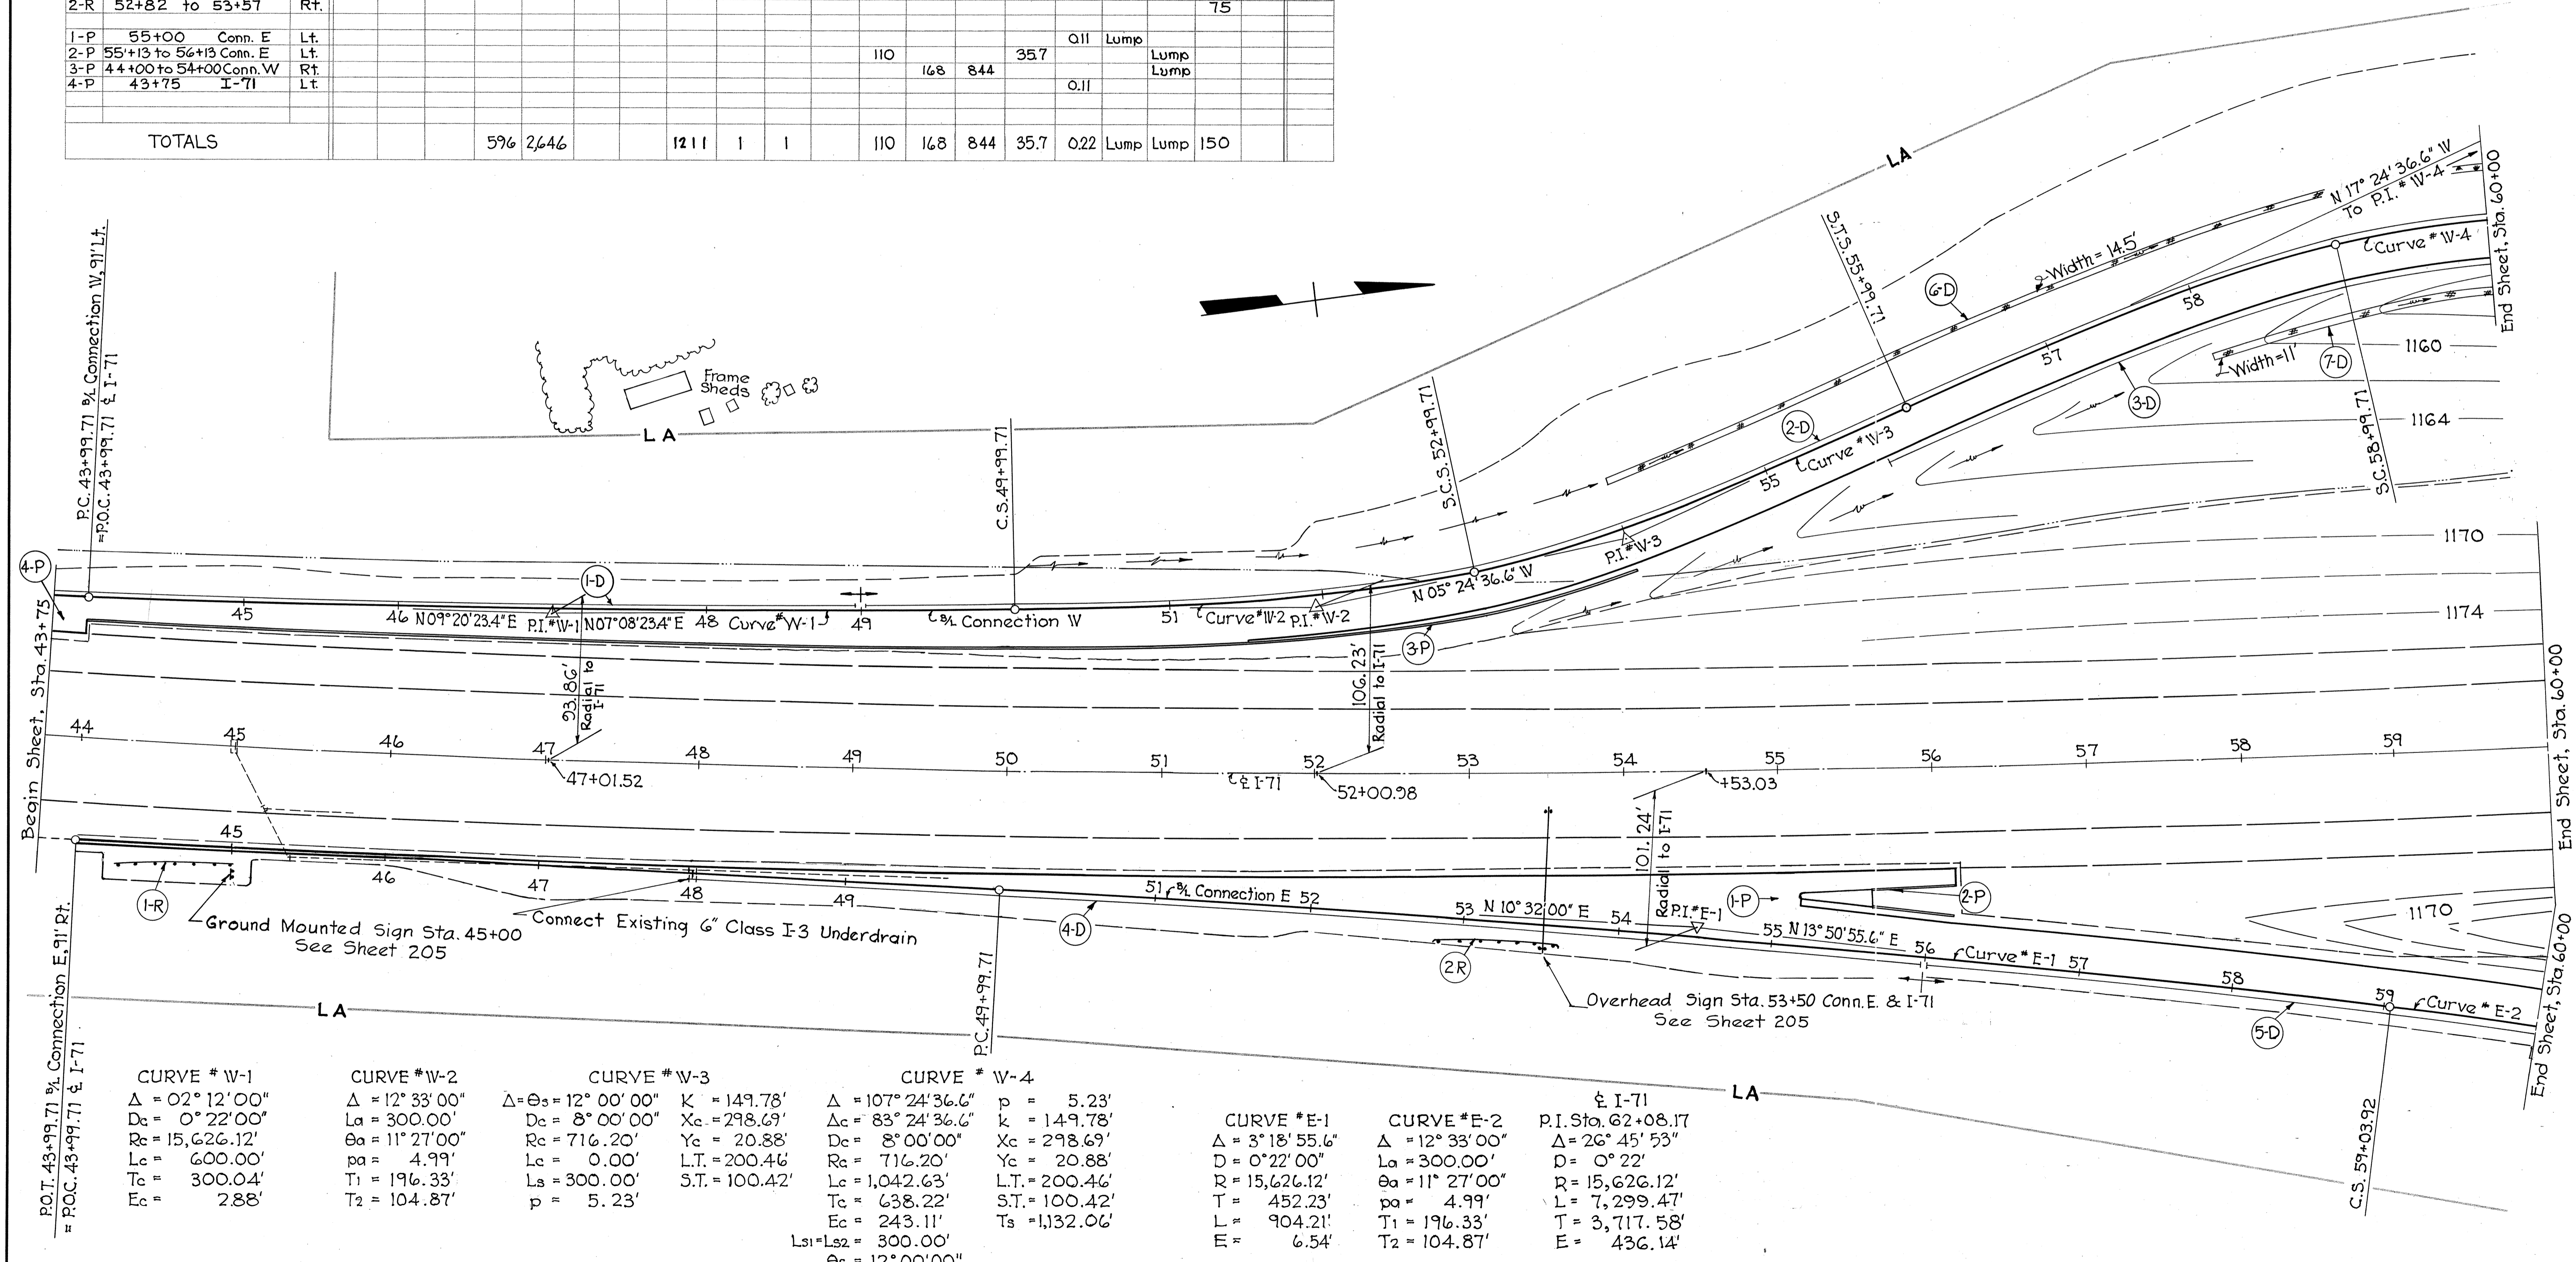 2-R 52+82 to 53+57 Rt. 75
1-P 55+00 Conn. E Lt. 0.11 Lump
2-P 55+13 to 56+13 Conn. E Lt. 110 35.7 Lump
3-P 44+00 to 54+00 Conn. W Rt. 168 844 Lump
4-P 43+75 I-71 Lt. 0.11
TOTALS 596 2,646 1211 1 1 110 168 844 35.7 0.22 Lump Lump 150
LA
N 17° 24' 36.6" W
To P.I. # W-4
End Sheet, Sta. 60+00
P.C. 43+99.71 B/L Connection W, 91' Lt.
= P.O.C. 43+99.71 ℄ I-71
Frame
Sheds
LA
C.S. 49+99.71
S.C.S. 52+99.71
S.T.S. 55+99.71
6-D
Width = 14.5'
Curve # W-4
58
57
Width = 11'
7-D
3-D
2-D
Curve # W-3
55
S.C. 58+99.71
1160
1164
1170
1174
4-P
Begin Sheet, Sta. 43+75
1-D
P.I. # W-3
N 05° 24' 36.6" W
45
46
N 09° 20' 23.4" E
P.I. # W-1
N 07° 08' 23.4" E
48
Curve # W-1
49
B/L Connection W
51
Curve # W-2
P.I. # W-2
3-P
93.86'
Radial to
I-71
106.23'
Radial to I-71
44 45 46 47 48 49 50 51 52 53 54 55 56 57 58 59
47+01.52
℄ I-71
52+00.98
+53.03
101.24'
Radial to I-71
End Sheet, Sta. 60+00
45
46
47
48
49
51
B/L Connection E
52
53
N 10° 32' 00" E
54
P.I. # E-1
55
N 13° 50' 55.6" E
56
Curve # E-1
57
58
59
Curve # E-2
1-P
2-P
1170
1-R
Ground Mounted Sign Sta. 45+00
See Sheet 205
Connect Existing 6" Class I-3 Underdrain
4-D
2R
Overhead Sign Sta. 53+50 Conn. E. & I-71
See Sheet 205
5-D
End Sheet, Sta. 60+00
P.C. 49+99.71
C.S. 59+03.92
LA
LA
P.O.T. 43+99.71 B/L Connection E, 91' Rt.
= P.O.C. 43+99.71 ℄ I-71
CURVE # W-1
Δ = 02° 12' 00"
Dc = 0° 22' 00"
Rc = 15,626.12'
Lc = 600.00'
Tc = 300.04'
Ec = 2.88'
CURVE # W-2
Δ = 12° 33' 00"
La = 300.00'
θa = 11° 27' 00"
pa = 4.99'
T1 = 196.33'
T2 = 104.87'
CURVE # W-3
Δ = θs = 12° 00' 00" K = 149.78'
Dc = 8° 00' 00" Xc = 298.69'
Rc = 716.20' Yc = 20.88'
Lc = 0.00' L.T. = 200.46'
Ls = 300.00' S.T. = 100.42'
p = 5.23'
CURVE # W-4
Δ = 107° 24' 36.6" p = 5.23'
Δc = 83° 24' 36.6" k = 149.78'
Dc = 8° 00' 00" Xc = 298.69'
Rc = 716.20' Yc = 20.88'
Lc = 1,042.63' L.T. = 200.46'
Tc = 638.22' S.T. = 100.42'
Ec = 243.11' Ts = 1,132.06'
Ls1 = Ls2 = 300.00'
θs = 12° 00' 00"
CURVE # E-1
Δ = 3° 18' 55.6"
D = 0° 22' 00"
R = 15,626.12'
T = 452.23'
L = 904.21'
E = 6.54'
CURVE # E-2
Δ = 12° 33' 00"
La = 300.00'
θa = 11° 27' 00"
pa = 4.99'
T1 = 196.33'
T2 = 104.87'
℄ I-71
P.I. Sta. 62+08.17
Δ = 26° 45' 53"
D = 0° 22'
R = 15,626.12'
L = 7,299.47'
T = 3,717.58'
E = 436.14'